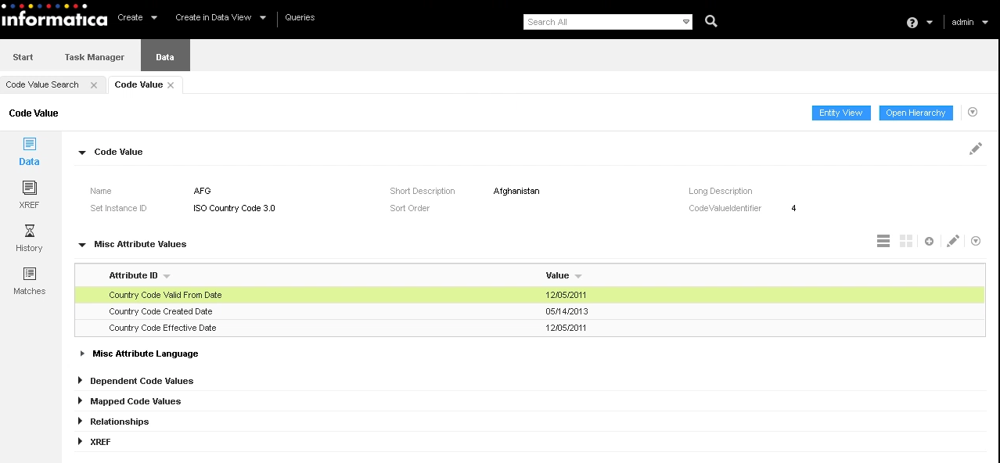 informatica Create Create in Data View Queries Search All admin
Start Task Manager Data
Code Value Search Code Value
Code Value Entity View Open Hierarchy
Data
XREF
History
Matches
Code Value
Name AFG Short Description Afghanistan Long Description
Set Instance ID ISO Country Code 3.0 Sort Order CodeValueIdentifier 4
Misc Attribute Values
Attribute ID Value
Country Code Valid From Date 12/05/2011
Country Code Created Date 05/14/2013
Country Code Effective Date 12/05/2011
Misc Attribute Language
Dependent Code Values
Mapped Code Values
Relationships
XREF